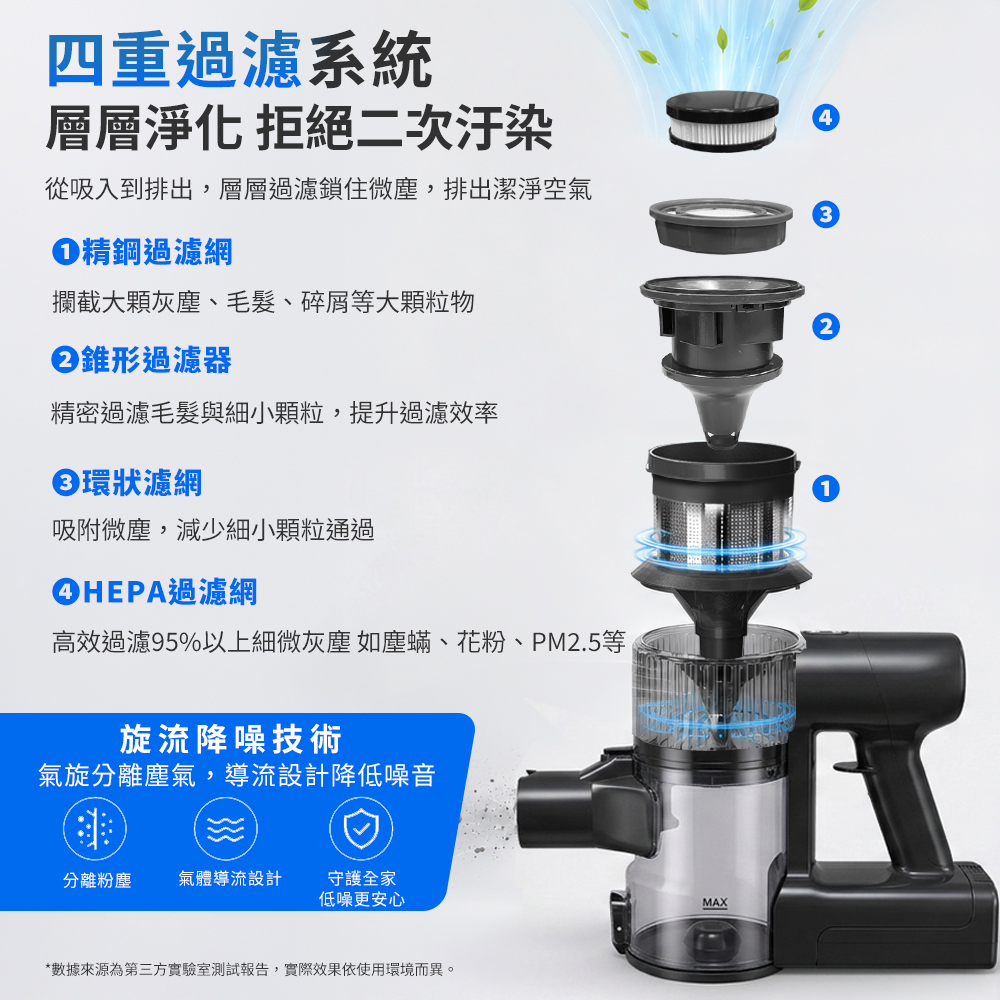 四重過濾系統
層層淨化 拒絕二次汙染
從吸入到排出，層層過濾鎖住微塵，排出潔淨空氣
❶精鋼過濾網
攔截大顆灰塵、毛髮、碎屑等大顆粒物
❷錐形過濾器
精密過濾毛髮與細小顆粒，提升過濾效率
❸環狀濾網
吸附微塵，減少細小顆粒通過
❹HEPA過濾網
高效過濾95%以上細微灰塵 如塵蟎、花粉、PM2.5等
4
3
2
1
旋流降噪技術
氣旋分離塵氣，導流設計降低噪音
分離粉塵
氣體導流設計
守護全家
低噪更安心
MAX
*數據來源為第三方實驗室測試報告，實際效果依使用環境而異。